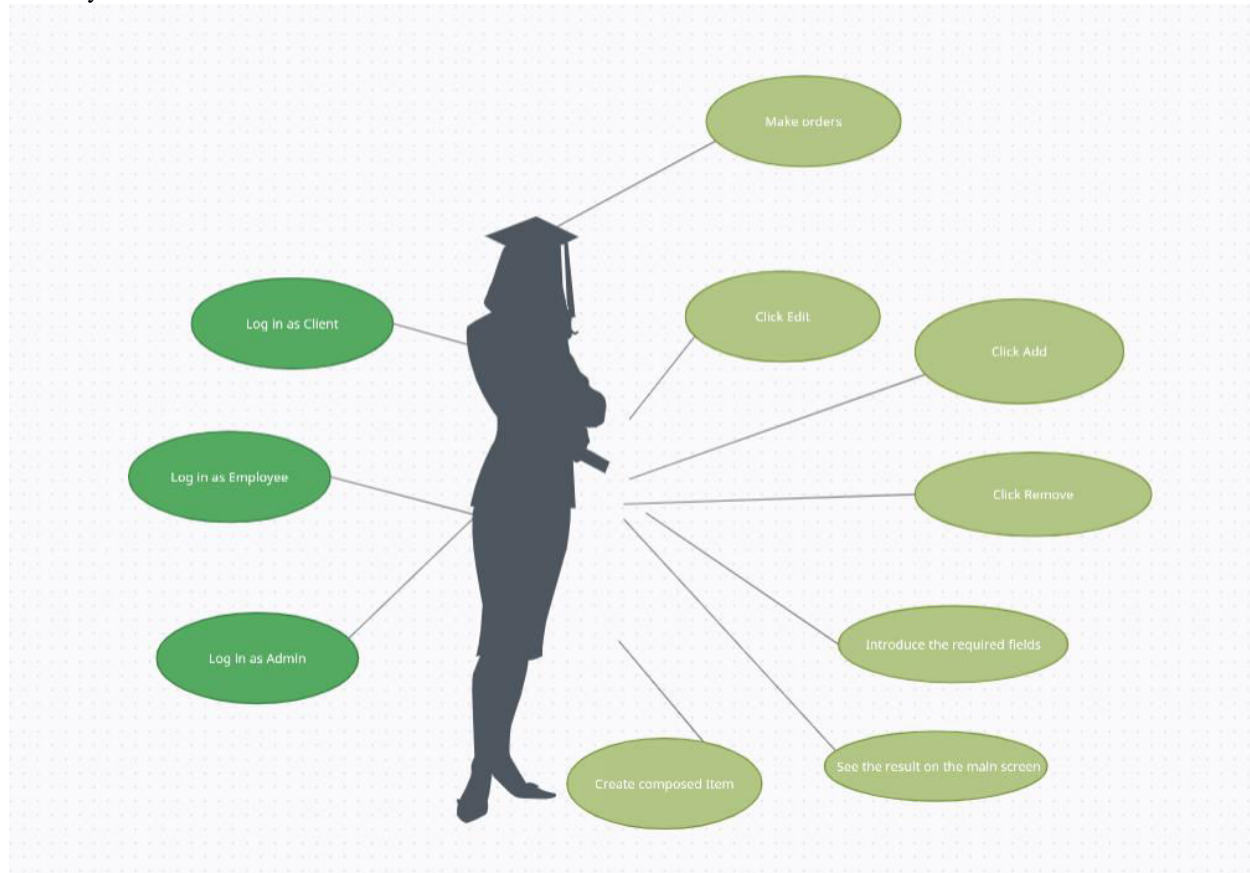 Make orders
Log in as Client
Click Edit
Click Add
Log in as Employee
Click Remove
Log in as Admin
Introduce the required fields
See the result on the main screen
Create composed Item